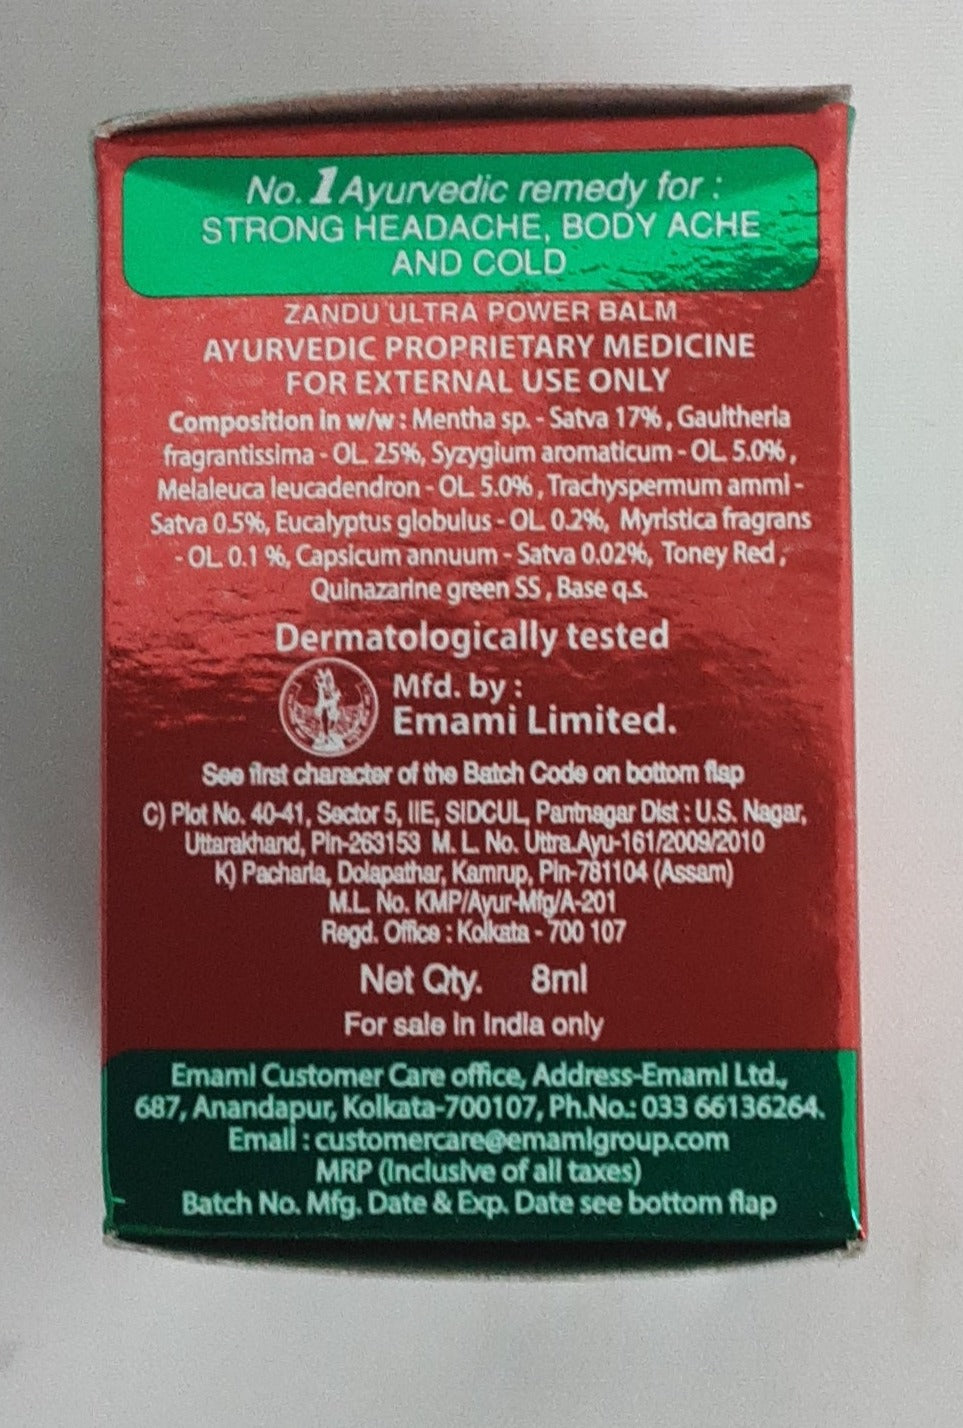 No. 1 Ayurvedic remedy for :
STRONG HEADACHE, BODY ACHE
AND COLD
ZANDU ULTRA POWER BALM
AYURVEDIC PROPRIETARY MEDICINE
FOR EXTERNAL USE ONLY
Composition in w/w : Mentha sp. - Satva 17% , Gaultheria
fragrantissima - OL 25%, Syzygium aromaticum - OL 5.0% ,
Melaleuca leucadendron - OL 5.0% , Trachyspermum ammi -
Satva 0.5%, Eucalyptus globulus - OL 0.2%, Myristica fragrans
- OL 0.1 %, Capsicum annuum - Satva 0.02%, Toney Red ,
Quinazarine green SS , Base q.s.
Dermatologically tested
Mfd. by :
Emami Limited.
See first character of the Batch Code on bottom flap
C) Plot No. 40-41, Sector 5, IIE, SIDCUL, Pantnagar Dist : U.S. Nagar,
Uttarakhand, Pin-263153 M. L. No. Uttra.Ayu-161/2009/2010
K) Pacharia, Dolapathar, Kamrup, Pin-781104 (Assam)
M.L. No. KMP/Ayur-Mfg/A-201
Regd. Office : Kolkata - 700 107
Net Qty. 8ml
For sale in India only
Emami Customer Care office, Address-Emami Ltd.,
687, Anandapur, Kolkata-700107, Ph.No.: 033 66136264.
Email : customercare@emamigroup.com
MRP (Inclusive of all taxes)
Batch No. Mfg. Date & Exp. Date see bottom flap